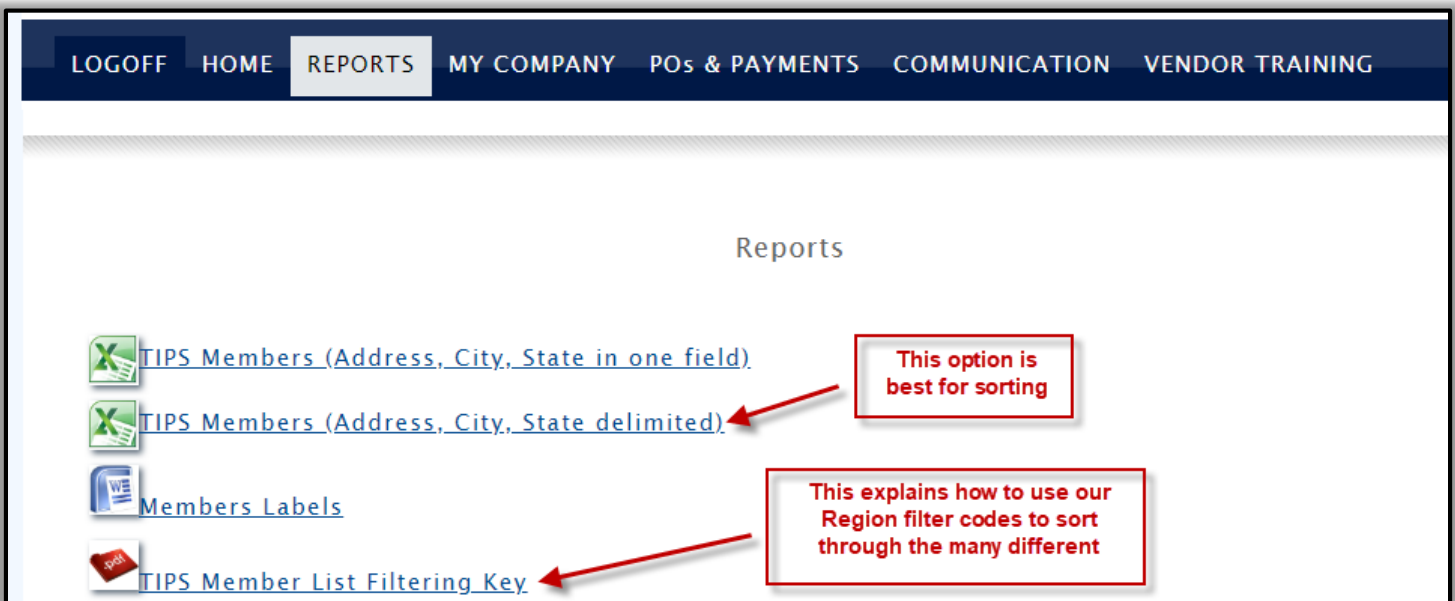 LOGOFF HOME REPORTS MY COMPANY POs & PAYMENTS COMMUNICATION VENDOR TRAINING
Reports
TIPS Members (Address, City, State in one field)
This option is
best for sorting
TIPS Members (Address, City, State delimited)
Members Labels
This explains how to use our
Region filter codes to sort
through the many different
.pdf
TIPS Member List Filtering Key